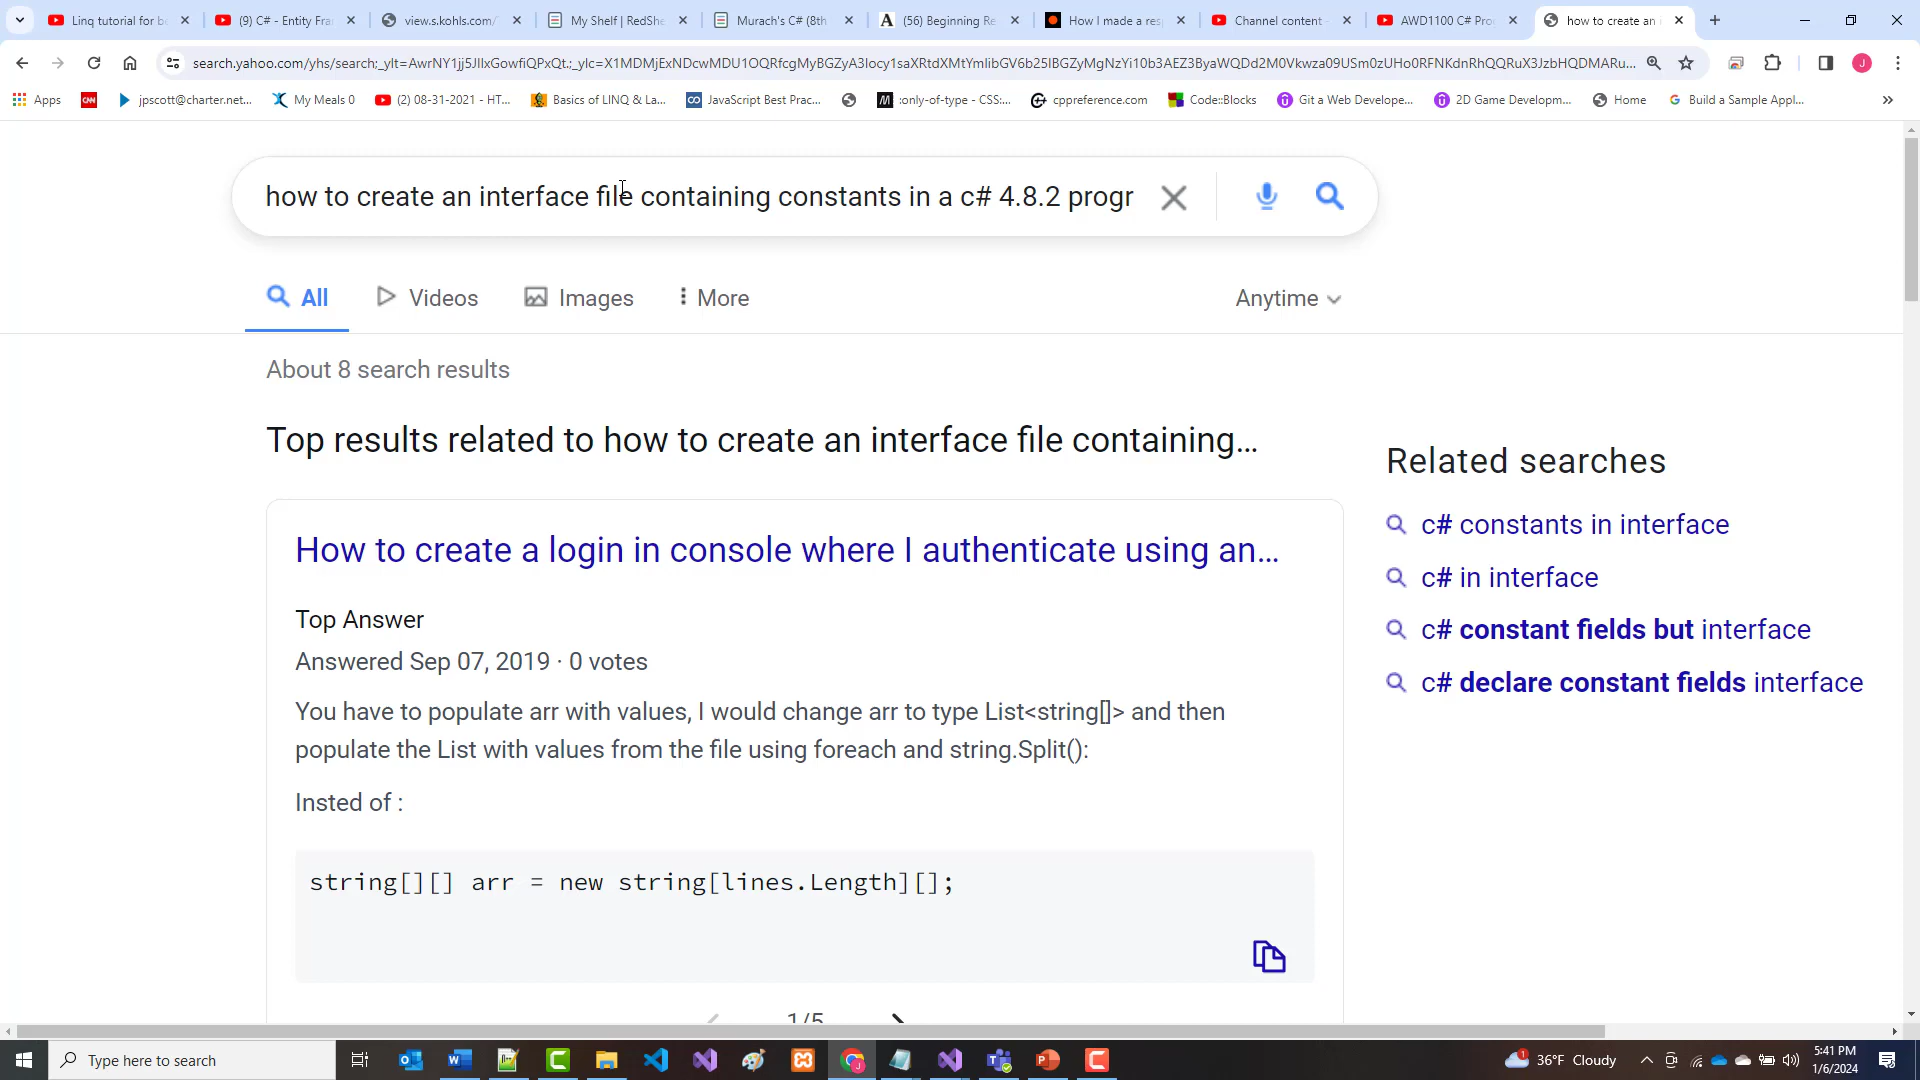 Linq tutorial for be
(9) C# - Entity Fra
view.s.kohls.com/
My Shelf | RedShe
Murach's C# (8th
(56) Beginning Re
How I made a res
Channel content
AWD1100 C# Pro
how to create an i
search.yahoo.com/yhs/search;_ylt=AwrNY1jj5JllxGowfiQPxQt.;_ylc=X1MDMjExNDcwMDU1OQRfcgMyBGZyA3locy1saXRtdXMtYmlibGV6b25lBGZyMgNzYi10b3AEZ3ByaWQDd2M0Vkwza09USm0zUHo0RFNKdnRhQQRuX3JzbHQDMARu...
Apps
CNN
jpscott@charter.net...
My Meals 0
(2) 08-31-2021 - HT...
Basics of LINQ & La...
JavaScript Best Prac...
:only-of-type - CSS:...
cppreference.com
Code::Blocks
Git a Web Develope...
2D Game Developm...
Home
Build a Sample Appl...
how to create an interface file containing constants in a c# 4.8.2 progr
All
Videos
Images
More
Anytime
About 8 search results
Top results related to how to create an interface file containing...
How to create a login in console where I authenticate using an...
Top Answer
Answered Sep 07, 2019 · 0 votes
You have to populate arr with values, I would change arr to type List<string[]> and then
populate the List with values from the file using foreach and string.Split():
Insted of :
string[][] arr = new string[lines.Length][];
1/5
Related searches
c# constants in interface
c# in interface
c# constant fields but interface
c# declare constant fields interface
Type here to search
36°F Cloudy
5:41 PM
1/6/2024